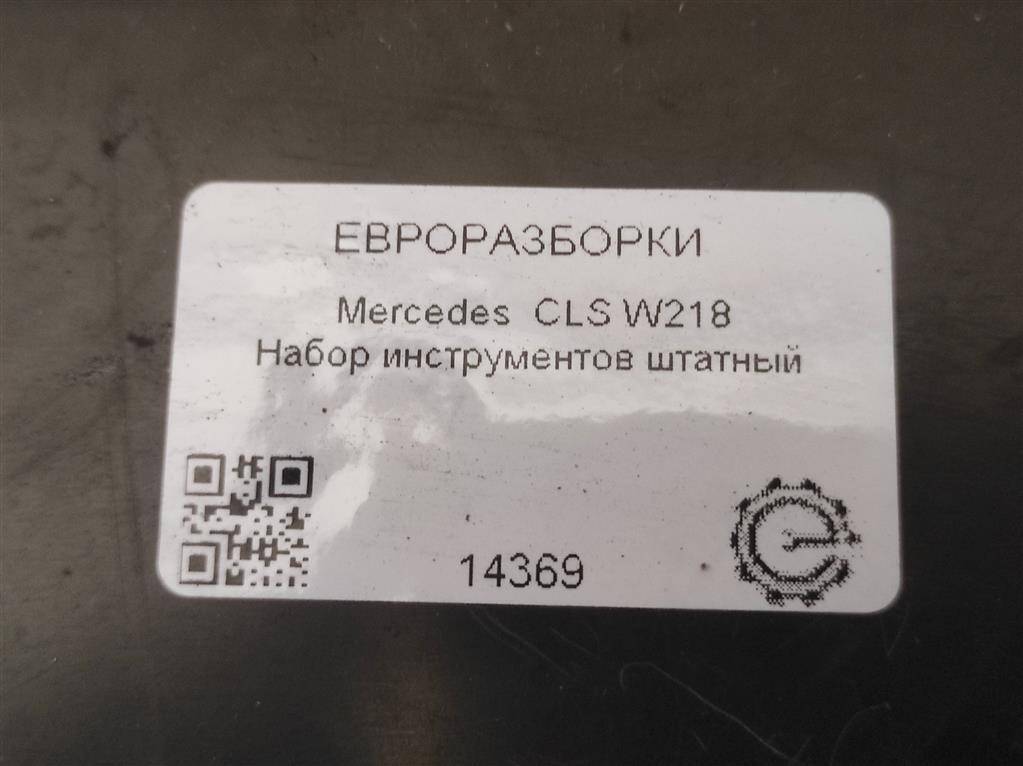 ЕВРОРАЗБОРКИ
Mercedes CLS W218
Набор инструментов штатный
14369